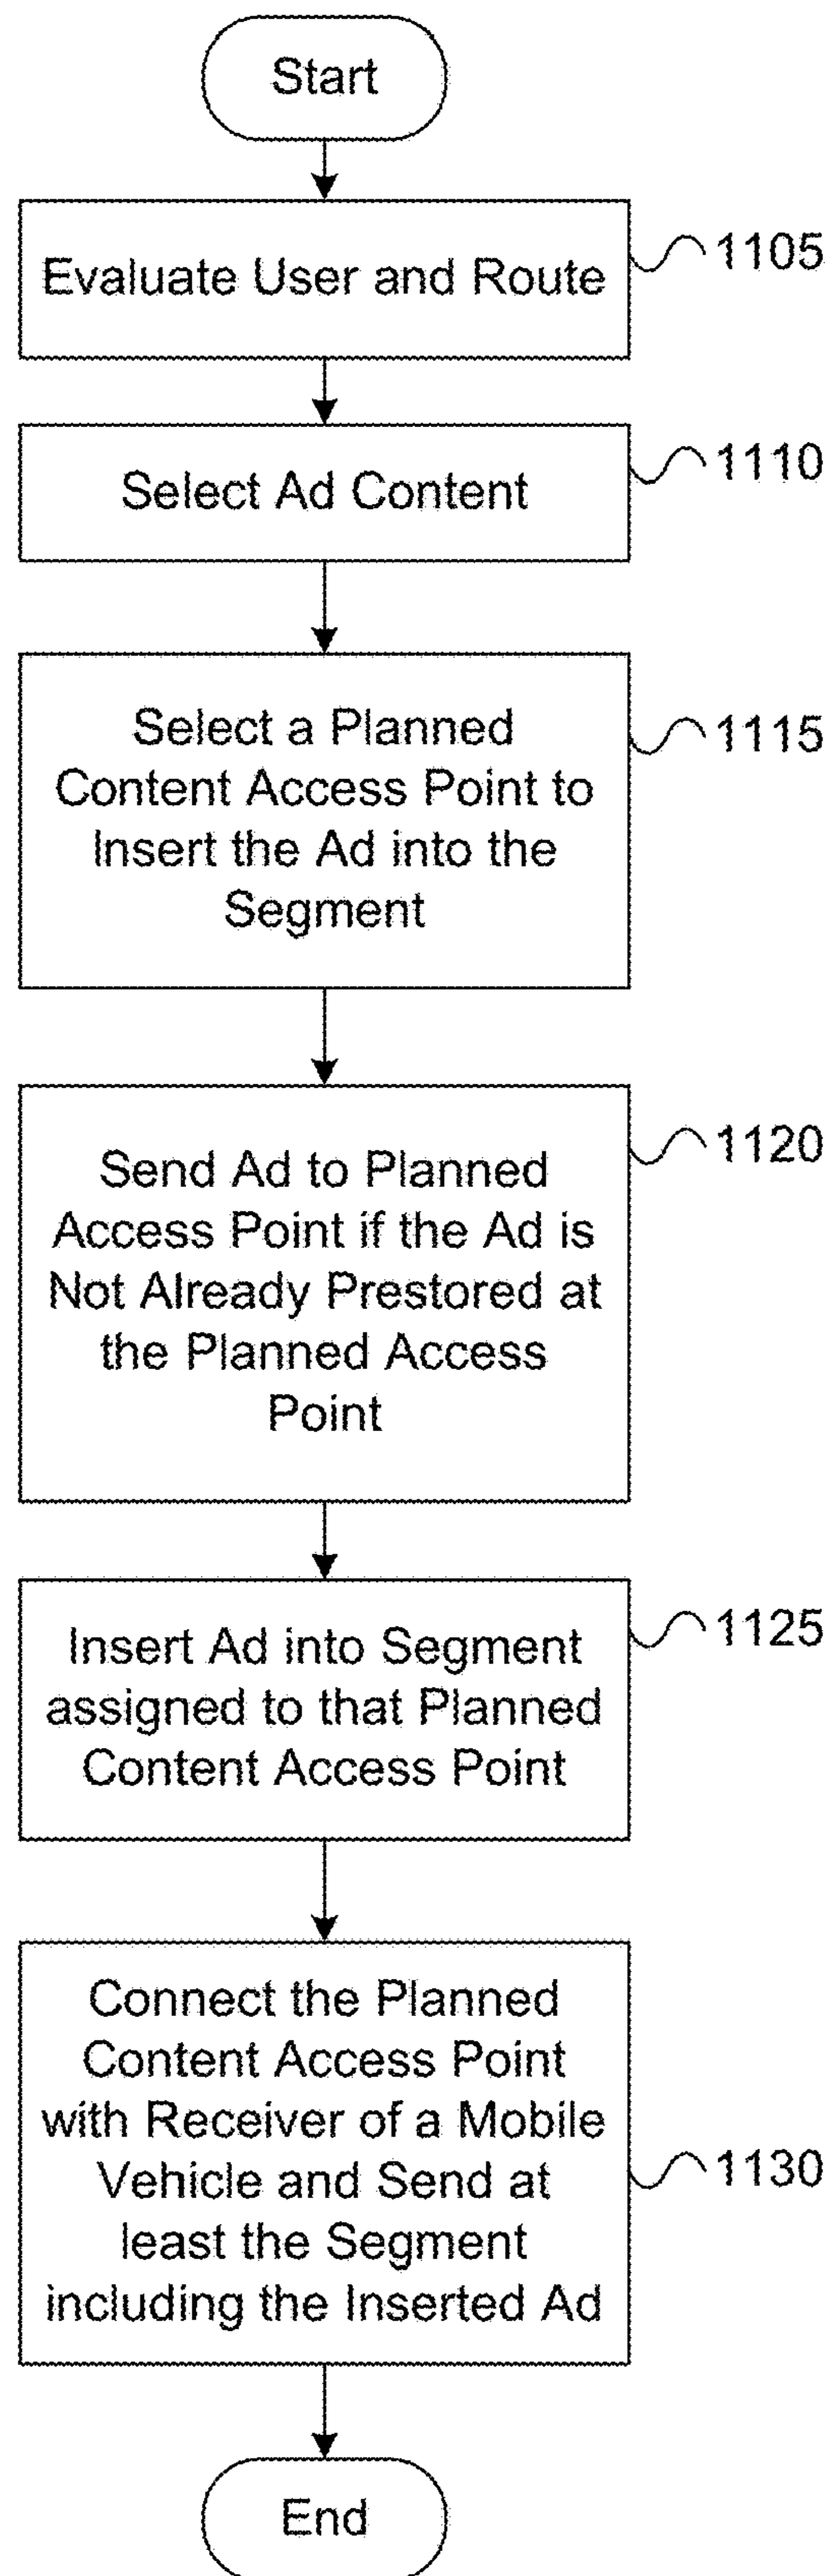 Start
Evaluate User and Route
1105
Select Ad Content
1110
Select a Planned
Content Access Point to
Insert the Ad into the
Segment
1115
Send Ad to Planned
Access Point if the Ad is
Not Already Prestored at
the Planned Access
Point
1120
Insert Ad into Segment
assigned to that Planned
Content Access Point
1125
Connect the Planned
Content Access Point
with Receiver of a Mobile
Vehicle and Send at
least the Segment
including the Inserted Ad
1130
End